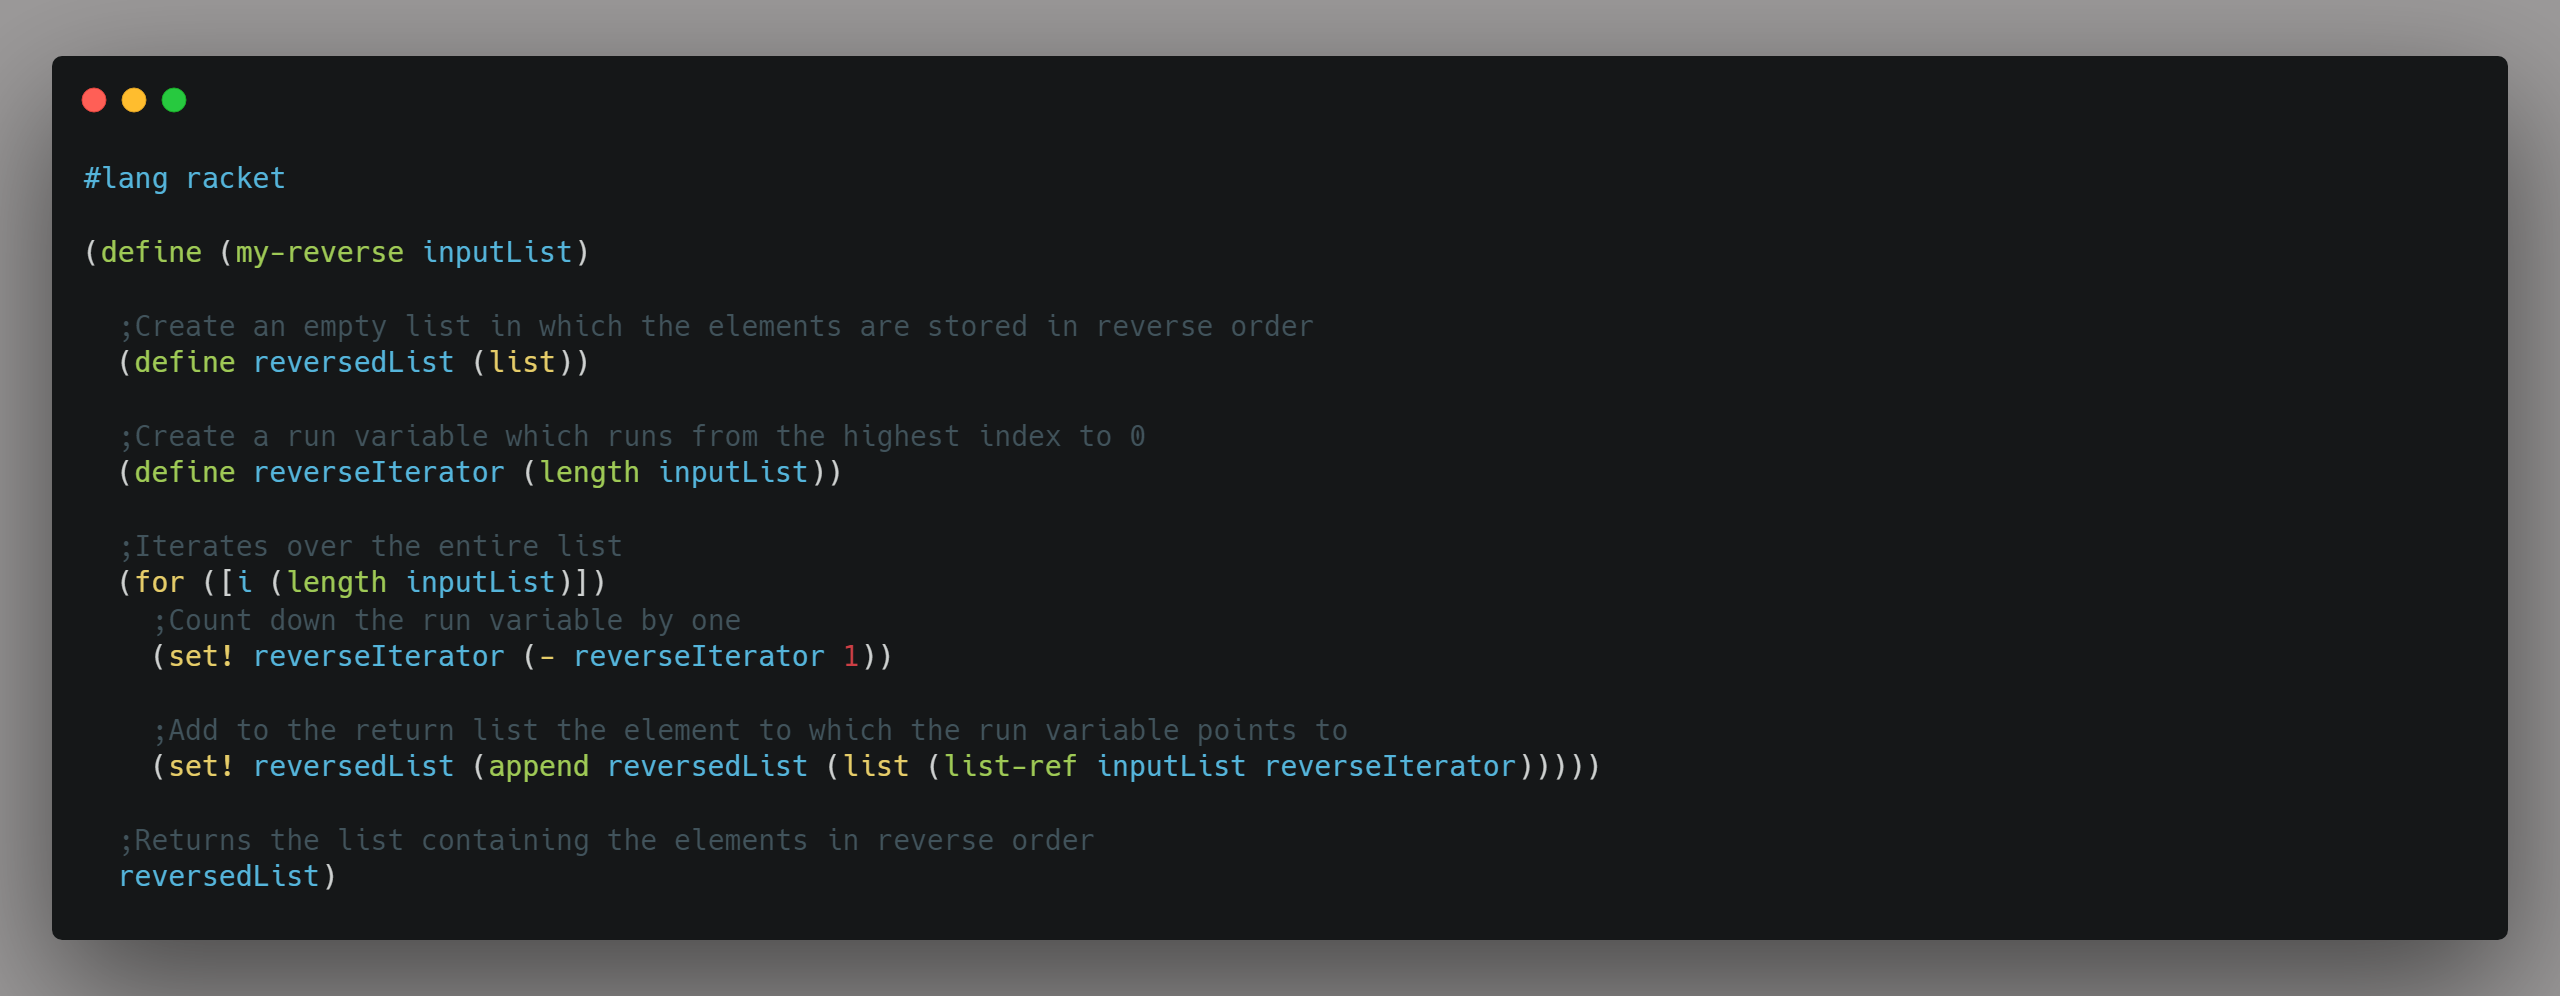 #lang racket
(define (my-reverse inputList)
;Create an empty list in which the elements are stored in reverse order
(define reversedList (list))
;Create a run variable which runs from the highest index to 0
(define reverseIterator (length inputList))
;Iterates over the entire list
(for ([i (length inputList)])
;Count down the run variable by one
(set! reverseIterator (- reverseIterator 1))
;Add to the return list the element to which the run variable points to
(set! reversedList (append reversedList (list (list-ref inputList reverseIterator)))))
;Returns the list containing the elements in reverse order
reversedList)